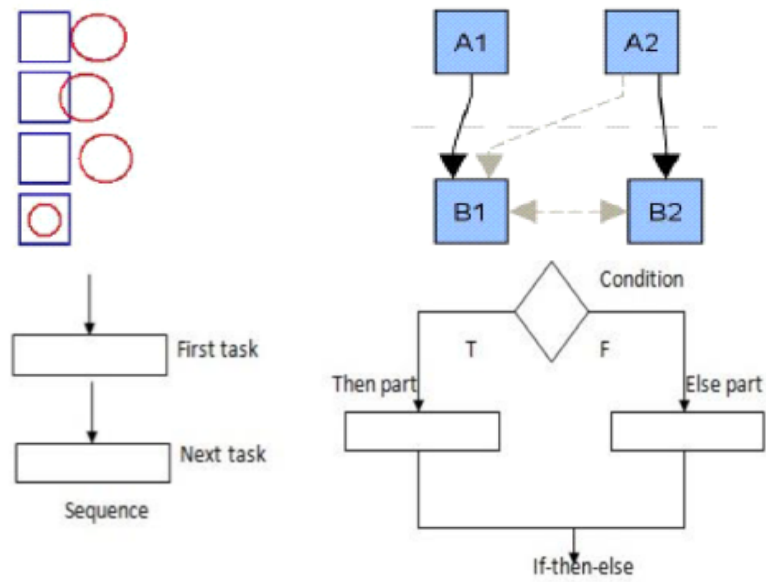 A1
A2
B1
B2
Condition
T
F
First task
Then part
Else part
Next task
Sequence
If-then-else